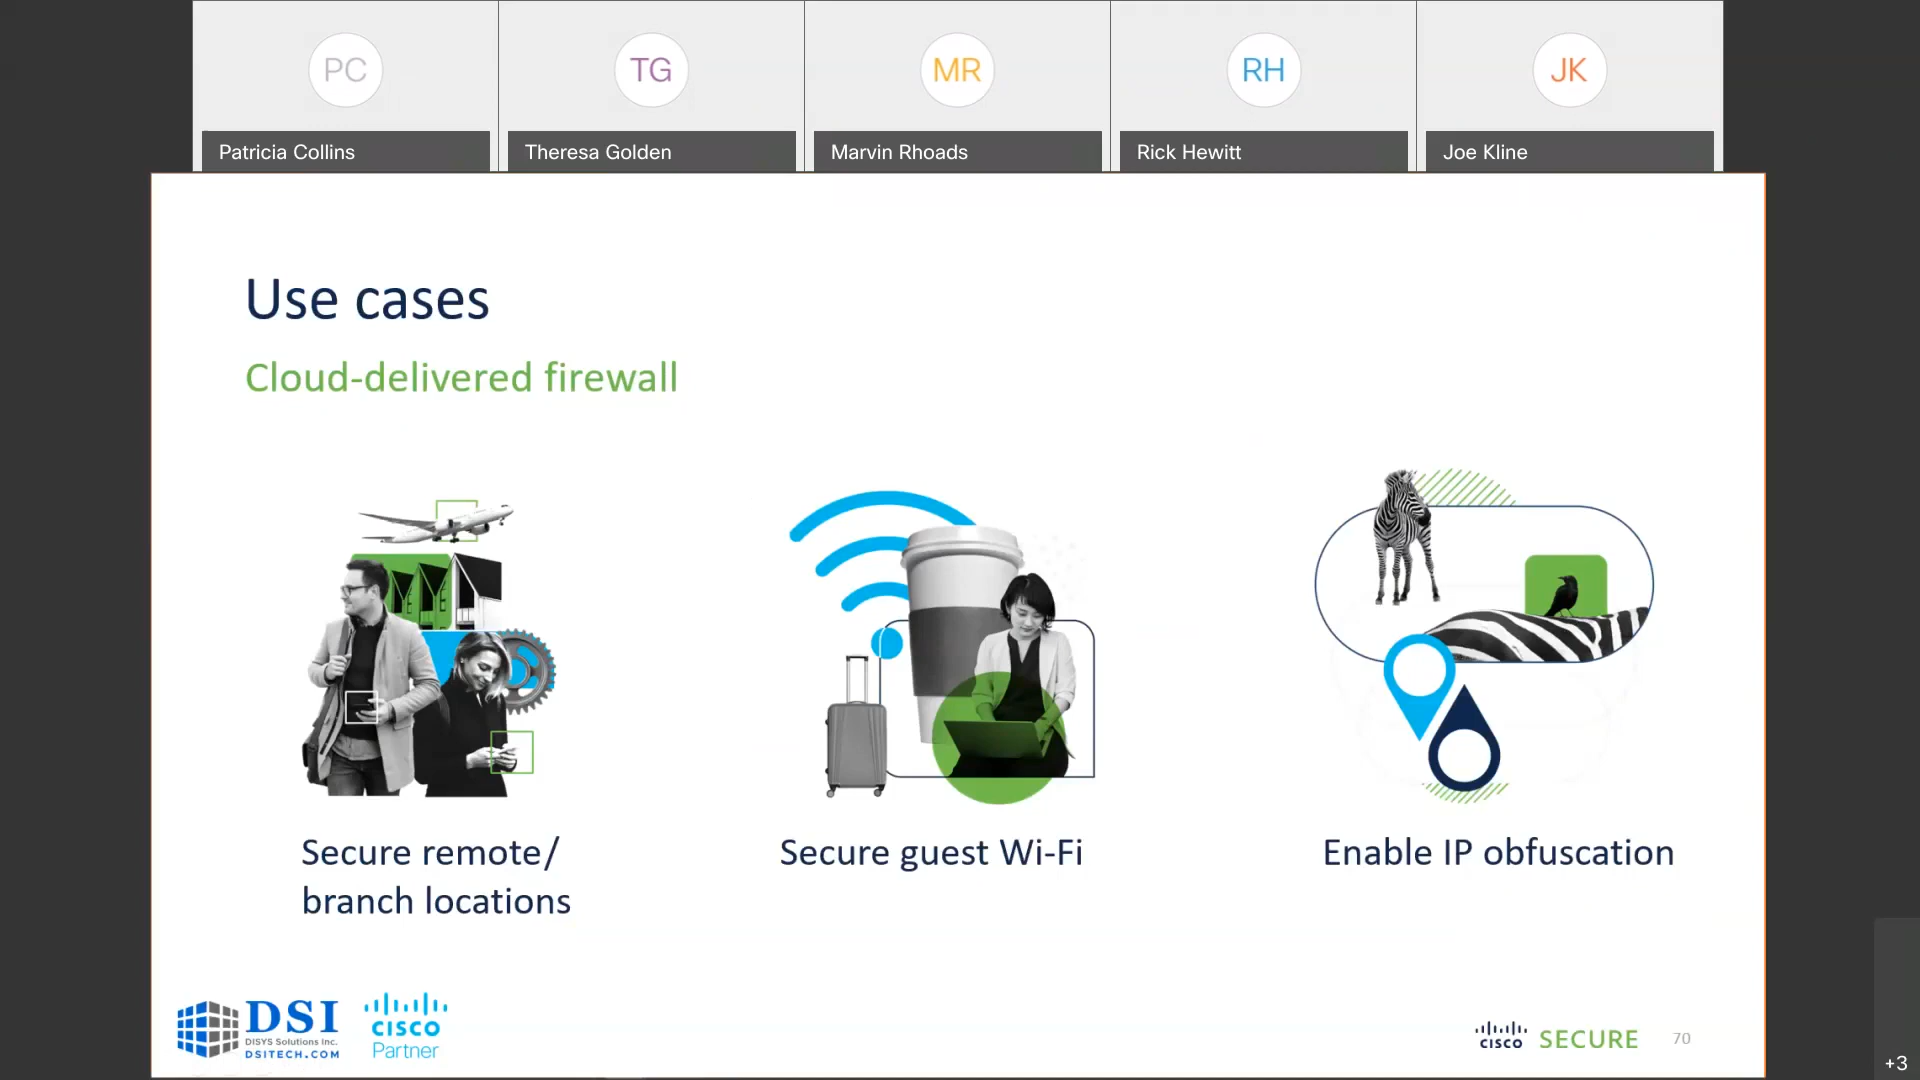 PC
TG
MR
RH
JK
Patricia Collins
Theresa Golden
Marvin Rhoads
Rick Hewitt
Joe Kline
Use cases
Cloud-delivered firewall
Secure remote/
branch locations
Secure guest Wi-Fi
Enable IP obfuscation
DSI
DISYS Solutions Inc.
DSITECH.COM
CISCO
Partner
CISCO
SECURE
70
+3